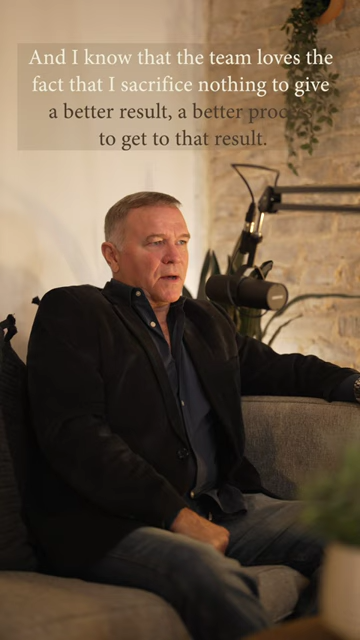 And I know that the team loves the
fact that I sacrifice nothing to give
a better result, a better process
to get to that result.